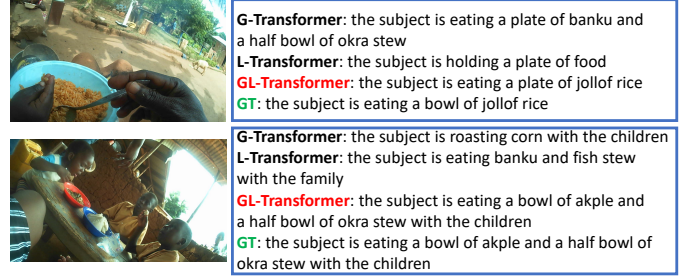 G-Transformer: the subject is eating a plate of banku and
a half bowl of okra stew
L-Transformer: the subject is holding a plate of food
GL-Transformer: the subject is eating a plate of jollof rice
GT: the subject is eating a bowl of jollof rice
G-Transformer: the subject is roasting corn with the children
L-Transformer: the subject is eating banku and fish stew
with the family
GL-Transformer: the subject is eating a bowl of akple and
a half bowl of okra stew with the children
GT: the subject is eating a bowl of akple and a half bowl of
okra stew with the children